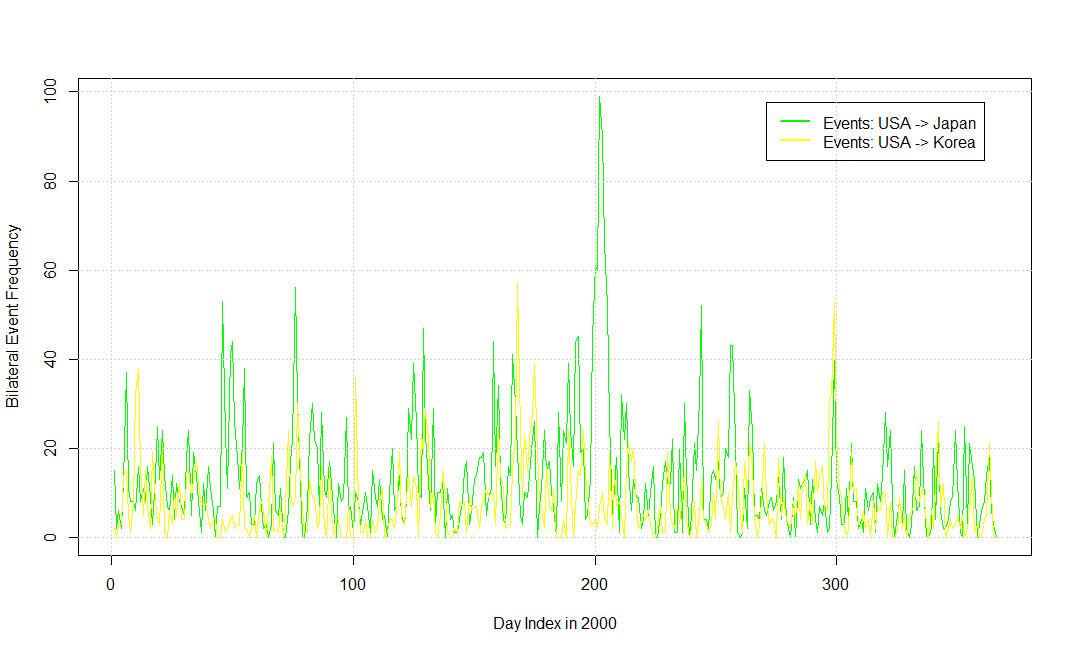 Events: USA -> Japan
Events: USA -> Korea
Bilateral Event Frequency
100
80
60
40
20
0
0 100 200 300
Day Index in 2000